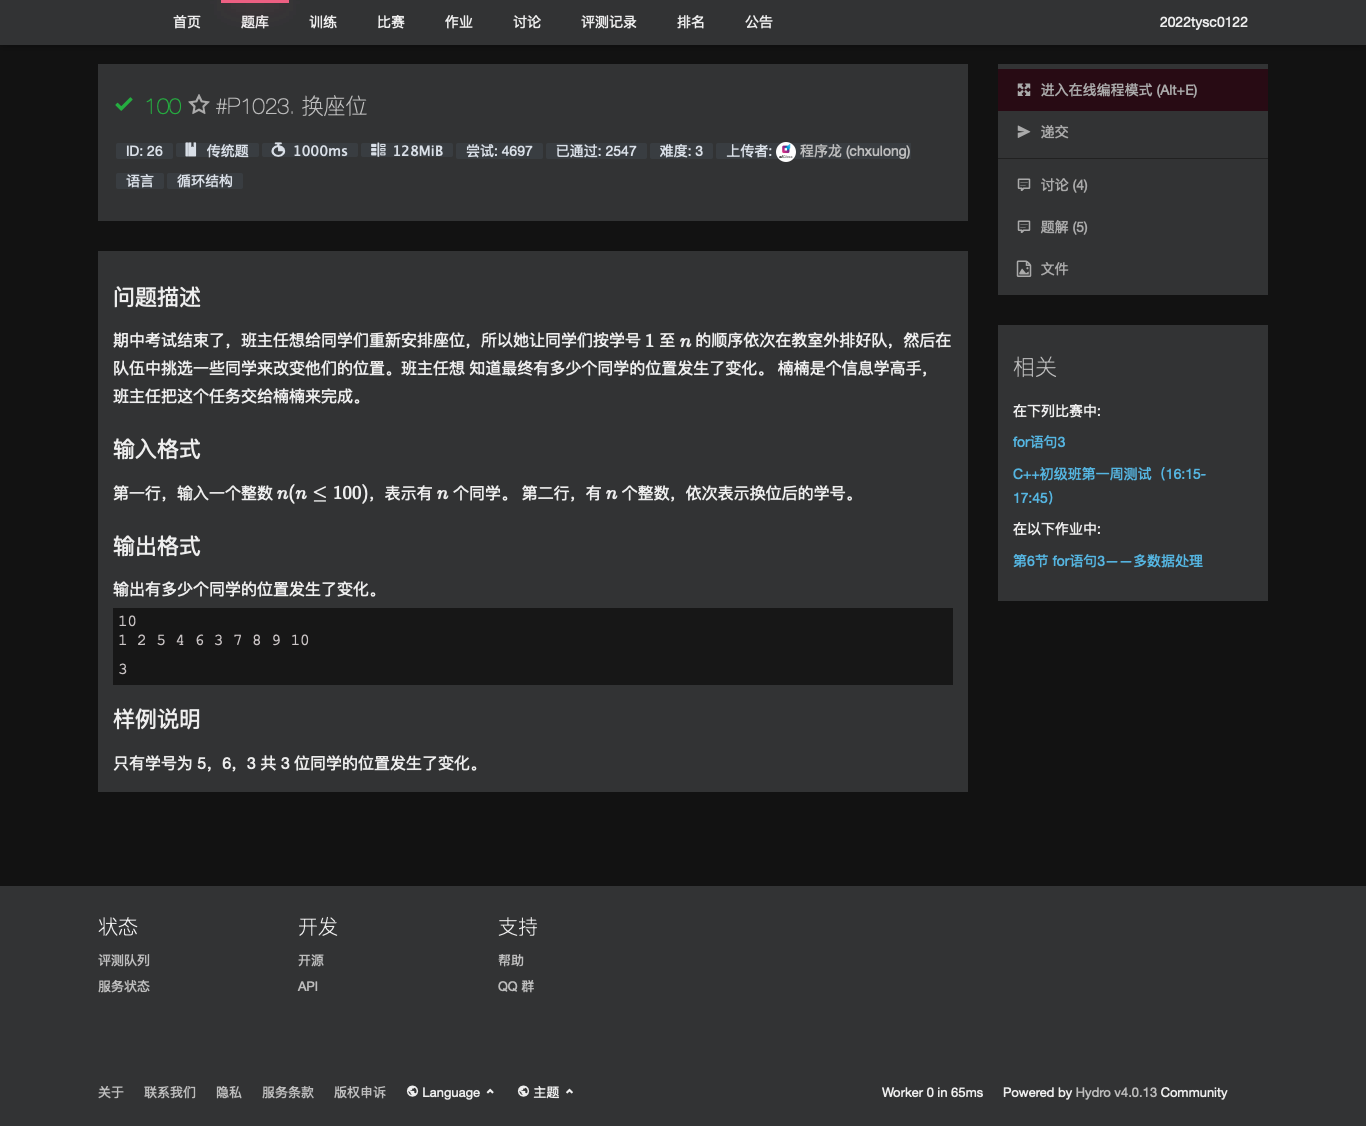 首页 题库 训练 比赛 作业 讨论 评测记录 排名 公告 2022tysc0122
100 #P1023. 换座位
ID: 26 传统题 1000ms 128MiB 尝试: 4697 已通过: 2547 难度: 3 上传者: 程序龙 (chxulong)
语言 循环结构
问题描述
期中考试结束了，班主任想给同学们重新安排座位，所以她让同学们按学号 1 至 n 的顺序依次在教室外排好队，然后在
队伍中挑选一些同学来改变他们的位置。班主任想 知道最终有多少个同学的位置发生了变化。 楠楠是个信息学高手，
班主任把这个任务交给楠楠来完成。
输入格式
第一行，输入一个整数 n(n ≤ 100)，表示有 n 个同学。 第二行，有 n 个整数，依次表示换位后的学号。
输出格式
输出有多少个同学的位置发生了变化。
10
1 2 5 4 6 3 7 8 9 10
3
样例说明
只有学号为 5，6，3 共 3 位同学的位置发生了变化。
进入在线编程模式 (Alt+E)
递交
讨论 (4)
题解 (5)
文件
相关
在下列比赛中:
for语句3
C++初级班第一周测试（16:15-
17:45）
在以下作业中:
第6节 for语句3——多数据处理
状态
评测队列
服务状态
开发
开源
API
支持
帮助
QQ 群
关于 联系我们 隐私 服务条款 版权申诉 Language 主题 Worker 0 in 65ms Powered by Hydro v4.0.13 Community